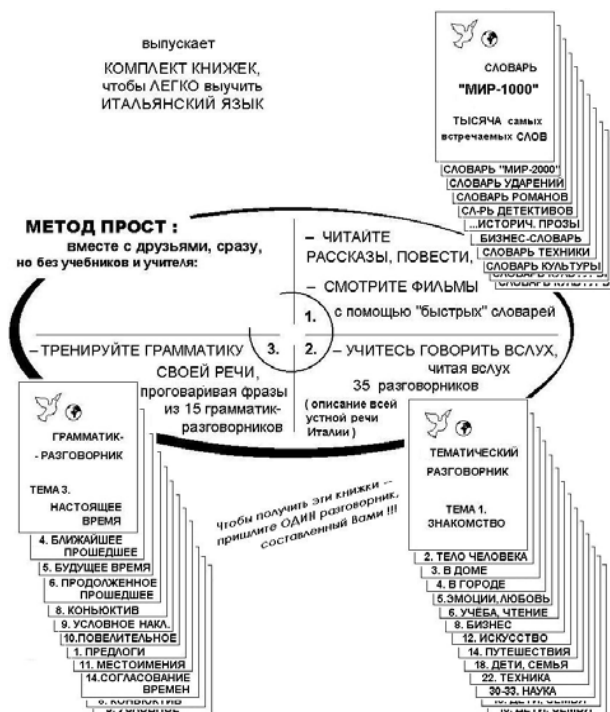 выпускает
КОМПЛЕКТ КНИЖЕК,
чтобы ЛЕГКО выучить
ИТАЛЬЯНСКИЙ ЯЗЫК
СЛОВАРЬ
"МИР-1000"
ТЫСЯЧА самых
встречаемых СЛОВ
СЛОВАРЬ "МИР-2000"
СЛОВАРЬ УДАРЕНИЙ
СЛОВАРЬ РОМАНОВ
СЛ-РЬ ДЕТЕКТИВОВ
...ИСТОРИЧ. ПРОЗЫ
БИЗНЕС-СЛОВАРЬ
СЛОВАРЬ ТЕХНИКИ
СЛОВАРЬ КУЛЬТУРЫ
МЕТОД ПРОСТ :
вместе с друзьями, сразу,
но без учебников и учителя:
– ЧИТАЙТЕ
РАССКАЗЫ, ПОВЕСТИ,
– СМОТРИТЕ ФИЛЬМЫ
1. с помощью "быстрых" словарей
2. – УЧИТЕСЬ ГОВОРИТЬ ВСЛУХ,
читая вслух
35 разговорников
( описание всей
устной речи
Италии )
– ТРЕНИРУЙТЕ ГРАММАТИКУ 3.
СВОЕЙ РЕЧИ,
проговаривая фразы
из 15 грамматик-
разговорников
Чтобы получить эти книжки –
пришлите ОДИН разговорник,
составленный Вами !!!
ГРАММАТИК-
- РАЗГОВОРНИК
ТЕМА 3.
НАСТОЯЩЕЕ
ВРЕМЯ
4. БЛИЖАЙШЕЕ
ПРОШЕДШЕЕ
5. БУДУЩЕЕ ВРЕМЯ
6. ПРОДОЛЖЕННОЕ
ПРОШЕДШЕЕ
8. КОНЬЮКТИВ
9. УСЛОВНОЕ НАКЛ.
10.ПОВЕЛИТЕЛЬНОЕ
1. ПРЕДЛОГИ
11. МЕСТОИМЕНИЯ
14.СОГЛАСОВАНИЕ
ВРЕМЕН
ТЕМАТИЧЕСКИЙ
РАЗГОВОРНИК
ТЕМА 1.
ЗНАКОМСТВО
2. ТЕЛО ЧЕЛОВЕКА
3. В ДОМЕ
4. В ГОРОДЕ
5.ЭМОЦИИ,ЛЮБОВЬ
6. УЧЕБА, ЧТЕНИЕ
8. БИЗНЕС
12. ИСКУССТВО
14. ПУТЕШЕСТВИЯ
18. ДЕТИ, СЕМЬЯ
22. ТЕХНИКА
30-33. НАУКА